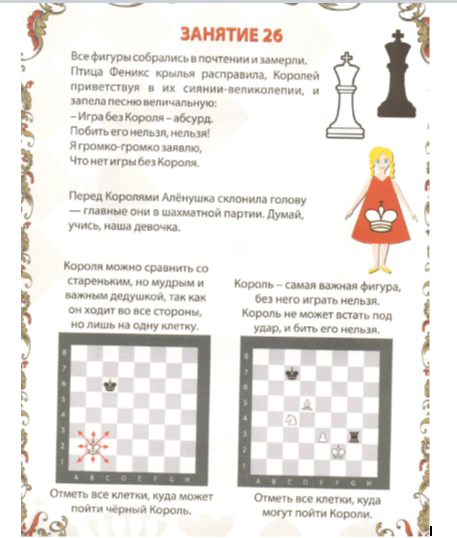 ЗАНЯТИЕ 26
Все фигуры собрались в почтении и замерли.
Птица Феникс крылья расправила, Королей
приветствуя в их сиянии-великолепии, и
запела песню величальную:
– Игра без Короля – абсурд.
Побить его нельзя, нельзя!
Я громко-громко заявляю,
Что нет игры без Короля.
Перед Королями Алёнушка склонила голову
— главные они в шахматной партии. Думай,
учись, наша девочка.
Короля можно сравнить со
стареньким, но мудрым и
важным дедушкой, так как
он ходит во все стороны,
но лишь на одну клетку.
8
7
6
5
4
3
2
1
A B C D E F G H
Отметь все клетки, куда может
пойти чёрный Король.
Король – самая важная фигура,
без него играть нельзя.
Король не может встать под
удар, и бить его нельзя.
8
7
6
5
4
3
2
1
A B C D E F G H
Отметь все клетки, куда
могут пойти Короли.